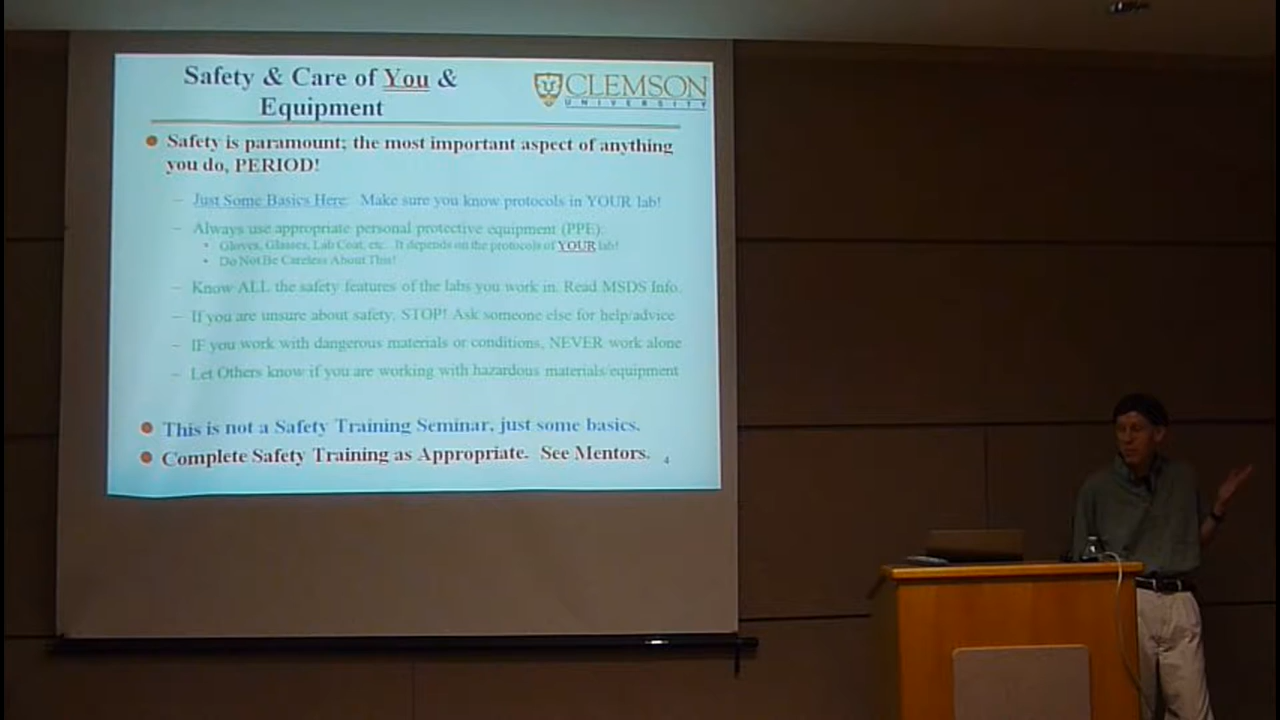 Safety & Care of You &
Equipment
CLEMSON
UNIVERSITY
Safety is paramount; the most important aspect of anything
you do, PERIOD!
– Just Some Basics Here: Make sure you know protocols in YOUR lab!
– Always use appropriate personal protective equipment (PPE):
• Gloves, Glasses, Lab Coat, etc. It depends on the protocols of YOUR lab!
• Do Not Be Careless About This!
– Know ALL the safety features of the labs you work in. Read MSDS Info.
– If you are unsure about safety, STOP! Ask someone else for help/advice
– IF you work with dangerous materials or conditions, NEVER work alone
– Let Others know if you are working with hazardous materials/equipment
This is not a Safety Training Seminar, just some basics.
Complete Safety Training as Appropriate. See Mentors.
4